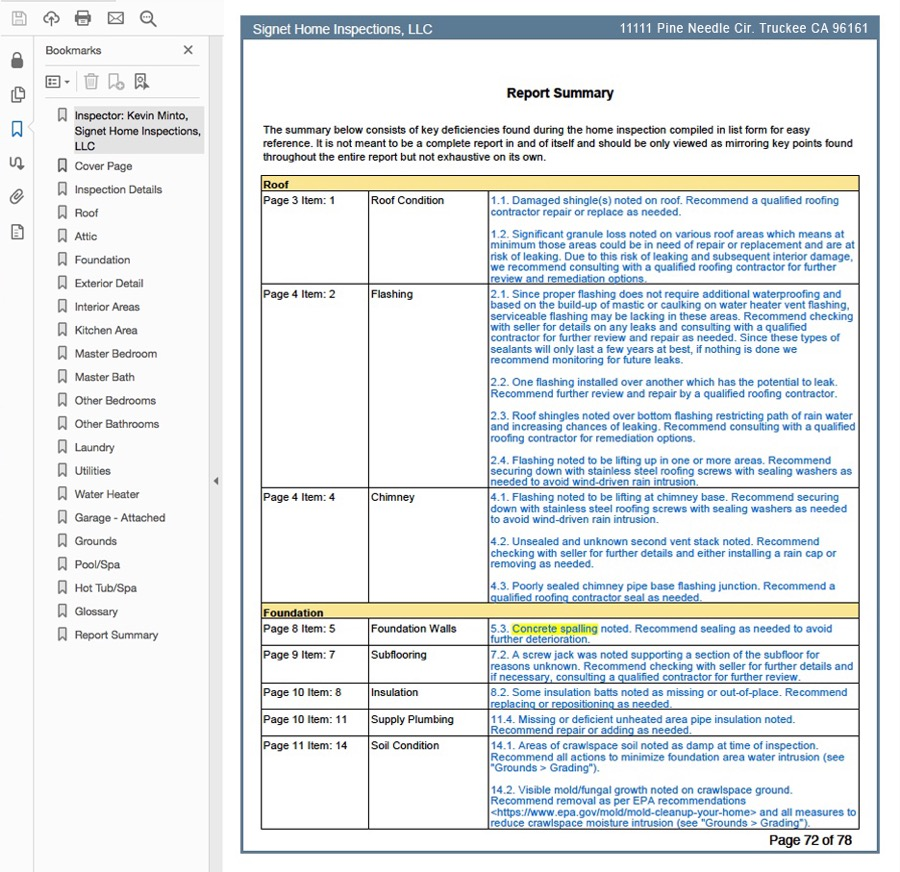 Bookmarks
Inspector: Kevin Minto,
Signet Home Inspections,
LLC
Cover Page
Inspection Details
Roof
Attic
Foundation
Exterior Detail
Interior Areas
Kitchen Area
Master Bedroom
Master Bath
Other Bedrooms
Other Bathrooms
Laundry
Utilities
Water Heater
Garage - Attached
Grounds
Pool/Spa
Hot Tub/Spa
Glossary
Report Summary
Signet Home Inspections, LLC 11111 Pine Needle Cir. Truckee CA 96161
Report Summary
The summary below consists of key deficiencies found during the home inspection compiled in list form for easy
reference. It is not meant to be a complete report in and of itself and should be only viewed as mirroring key points found
throughout the entire report but not exhaustive on its own.
Roof
Page 3 Item: 1 Roof Condition 1.1. Damaged shingle(s) noted on roof. Recommend a qualified roofing
contractor repair or replace as needed.
1.2. Significant granule loss noted on various roof areas which means at
minimum those areas could be in need of repair or replacement and are at
risk of leaking. Due to this risk of leaking and subsequent interior damage,
we recommend consulting with a qualified roofing contractor for further
review and remediation options.
Page 4 Item: 2 Flashing 2.1. Since proper flashing does not require additional waterproofing and
based on the build-up of mastic or caulking on water heater vent flashing,
serviceable flashing may be lacking in these areas. Recommend checking
with seller for details on any leaks and consulting with a qualified
contractor for further review and repair as needed. Since these types of
sealants will only last a few years at best, if nothing is done we
recommend monitoring for future leaks.
2.2. One flashing installed over another which has the potential to leak.
Recommend further review and repair by a qualified roofing contractor.
2.3. Roof shingles noted over bottom flashing restricting path of rain water
and increasing chances of leaking. Recommend consulting with a qualified
roofing contractor for remediation options.
2.4. Flashing noted to be lifting up in one or more areas. Recommend
securing down with stainless steel roofing screws with sealing washers as
needed to avoid wind-driven rain intrusion.
Page 4 Item: 4 Chimney 4.1. Flashing noted to be lifting at chimney base. Recommend securing
down with stainless steel roofing screws with sealing washers as needed
to avoid wind-driven rain intrusion.
4.2. Unsealed and unknown second vent stack noted. Recommend
checking with seller for further details and either installing a rain cap or
removing as needed.
4.3. Poorly sealed chimney pipe base flashing junction. Recommend a
qualified roofing contractor seal as needed.
Foundation
Page 8 Item: 5 Foundation Walls 5.3. Concrete spalling noted. Recommend sealing as needed to avoid
further deterioration.
Page 9 Item: 7 Subflooring 7.2. A screw jack was noted supporting a section of the subfloor for
reasons unknown. Recommend checking with seller for further details and
if necessary, consulting a qualified contractor for further review.
Page 10 Item: 8 Insulation 8.2. Some insulation batts noted as missing or out-of-place. Recommend
replacing or repositioning as needed.
Page 10 Item: 11 Supply Plumbing 11.4. Missing or deficient unheated area pipe insulation noted.
Recommend repair or adding as needed.
Page 11 Item: 14 Soil Condition 14.1. Areas of crawlspace soil noted as damp at time of inspection.
Recommend all actions to minimize foundation area water intrusion (see
"Grounds > Grading").
14.2. Visible mold/fungal growth noted on crawlspace ground.
Recommend removal as per EPA recommendations
<https://www.epa.gov/mold/mold-cleanup-your-home> and all measures to
reduce crawlspace moisture intrusion (see "Grounds > Grading").
Page 72 of 78